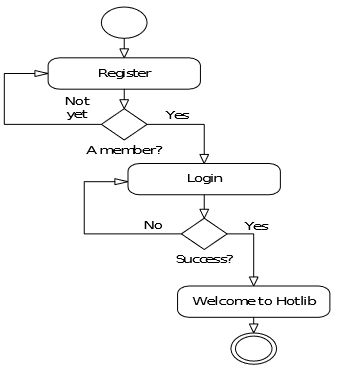 Register
Not
yet
Yes
A member?
Login
No
Yes
Success?
Welcome to Hotlib